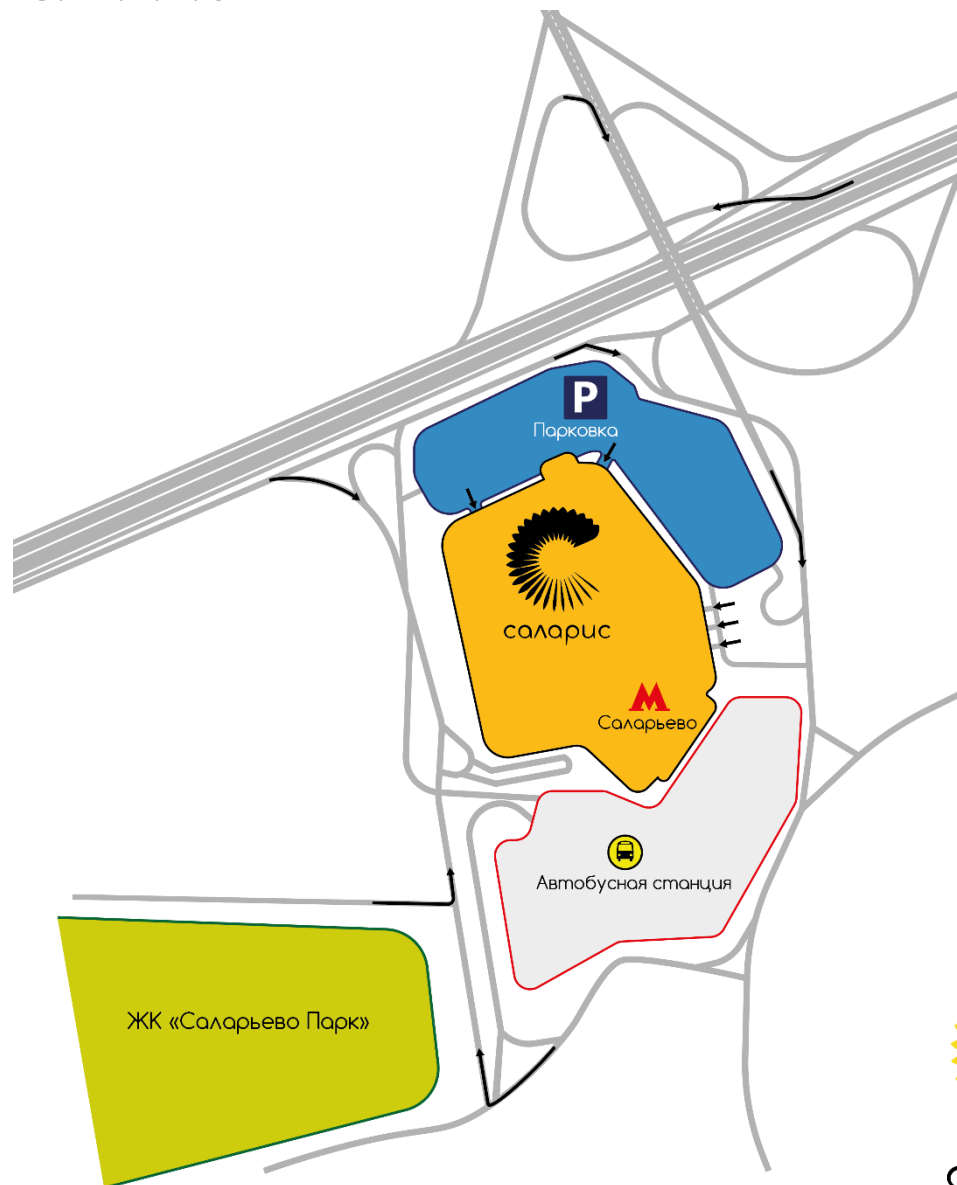 P
Парковка
саларис
М
Саларьево
Автобусная станция
ЖК «Саларьево Парк»